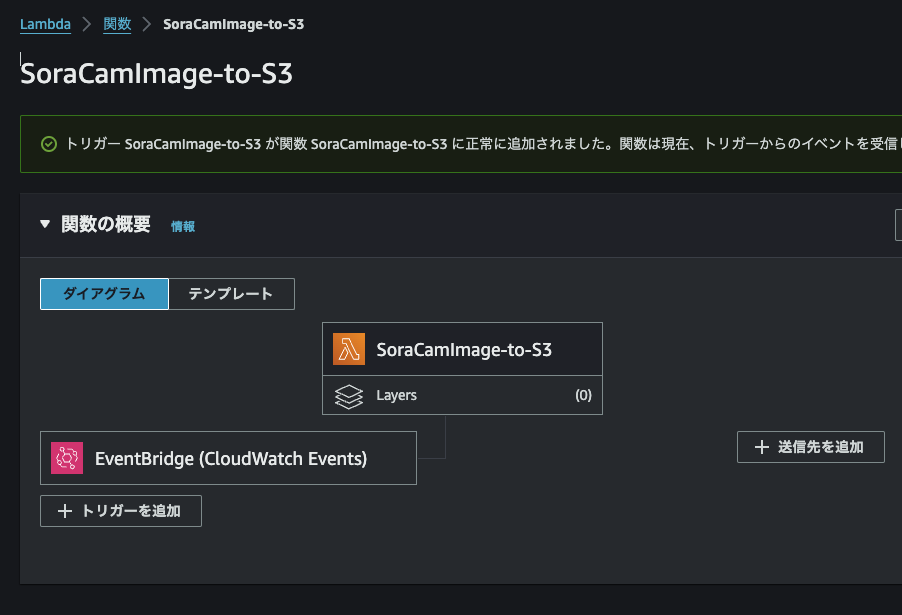 Lambda > 関数 > SoraCamImage-to-S3
SoraCamImage-to-S3
トリガー SoraCamImage-to-S3 が関数 SoraCamImage-to-S3 に正常に追加されました。関数は現在、トリガーからのイベントを受信し
▼ 関数の概要 情報
ダイアグラム テンプレート
SoraCamImage-to-S3
Layers (0)
EventBridge (CloudWatch Events)
+ 送信先を追加
+ トリガーを追加